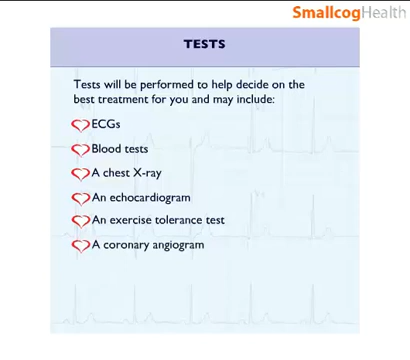 SmallcogHealth
TESTS
Tests will be performed to help decide on the
best treatment for you and may include:
ECGs
Blood tests
A chest X-ray
An echocardiogram
An exercise tolerance test
A coronary angiogram